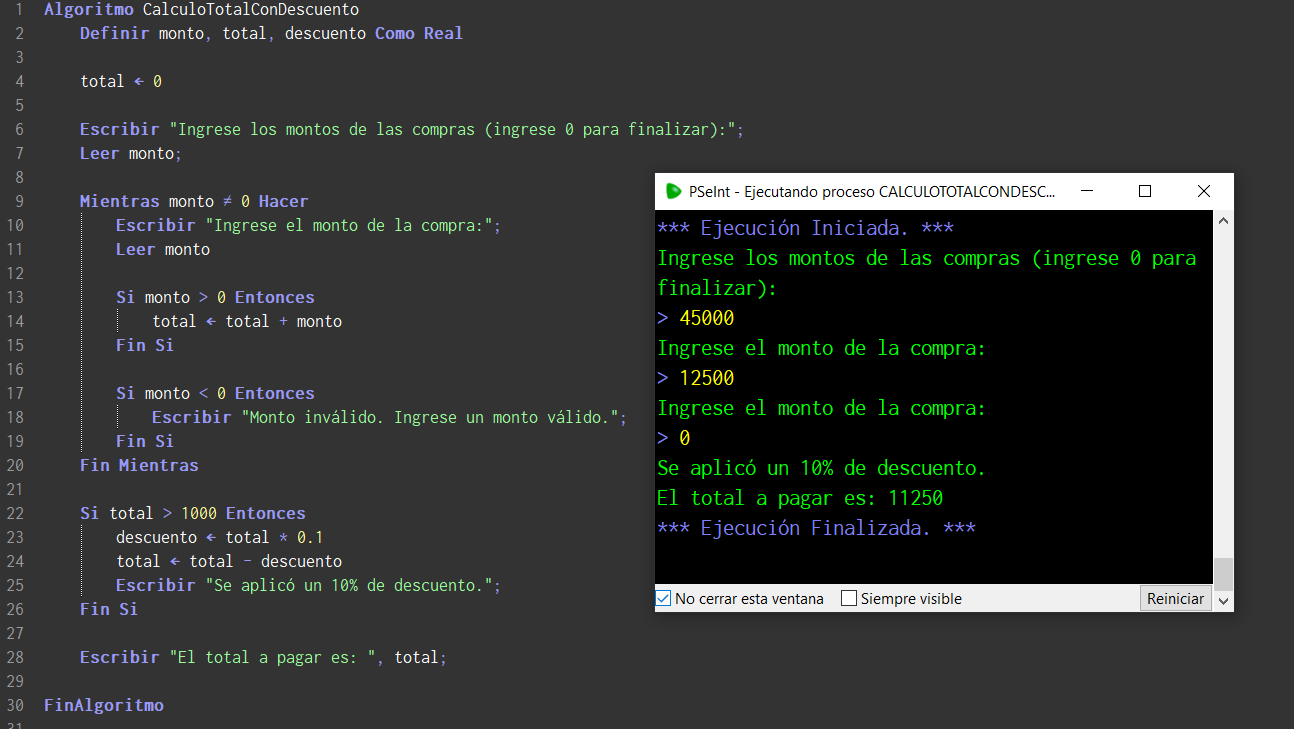 1 Algoritmo CalculoTotalConDescuento
2 Definir monto, total, descuento Como Real
3
4 total ← 0
5
6 Escribir "Ingrese los montos de las compras (ingrese 0 para finalizar):";
7 Leer monto;
8
9 Mientras monto ≠ 0 Hacer
10 Escribir "Ingrese el monto de la compra:";
11 Leer monto
12
13 Si monto > 0 Entonces
14 total ← total + monto
15 Fin Si
16
17 Si monto < 0 Entonces
18 Escribir "Monto inválido. Ingrese un monto válido.";
19 Fin Si
20 Fin Mientras
21
22 Si total > 1000 Entonces
23 descuento ← total * 0.1
24 total ← total - descuento
25 Escribir "Se aplicó un 10% de descuento.";
26 Fin Si
27
28 Escribir "El total a pagar es: ", total;
29
30 FinAlgoritmo
31
PSeInt - Ejecutando proceso CALCULOTOTALCONDESC...
*** Ejecución Iniciada. ***
Ingrese los montos de las compras (ingrese 0 para
finalizar):
> 45000
Ingrese el monto de la compra:
> 12500
Ingrese el monto de la compra:
> 0
Se aplicó un 10% de descuento.
El total a pagar es: 11250
*** Ejecución Finalizada. ***
No cerrar esta ventana Siempre visible Reiniciar